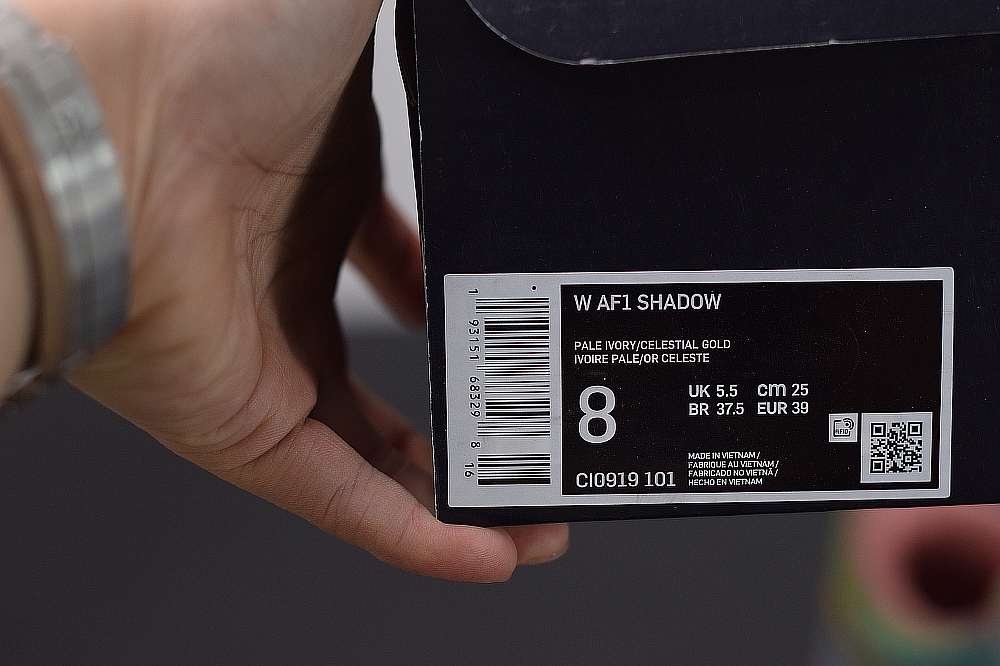 1 93151 68329 8 16
W AF1 SHADOW
PALE IVORY/CELESTIAL GOLD
IVOIRE PALE/OR CELESTE
8
UK 5.5 cm 25
BR 37.5 EUR 39
RFID
CI0919 101
MADE IN VIETNAM /
FABRIQUE AU VIETNAM /
FABRICADO NO VIETNÃ /
HECHO EN VIETNAM